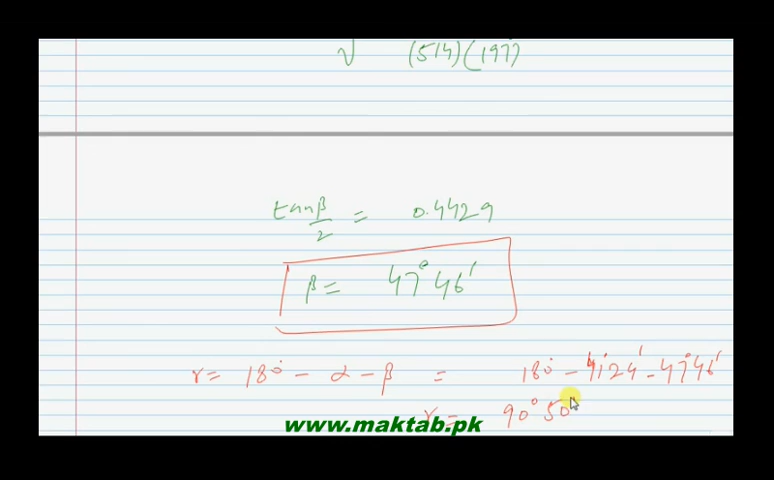 √ (514)(197)
tan β/2 = 0.4429
β = 47° 46′
γ = 180° − α − β = 180° − 41°24′ − 47°46′
γ = 90° 50
www.maktab.pk